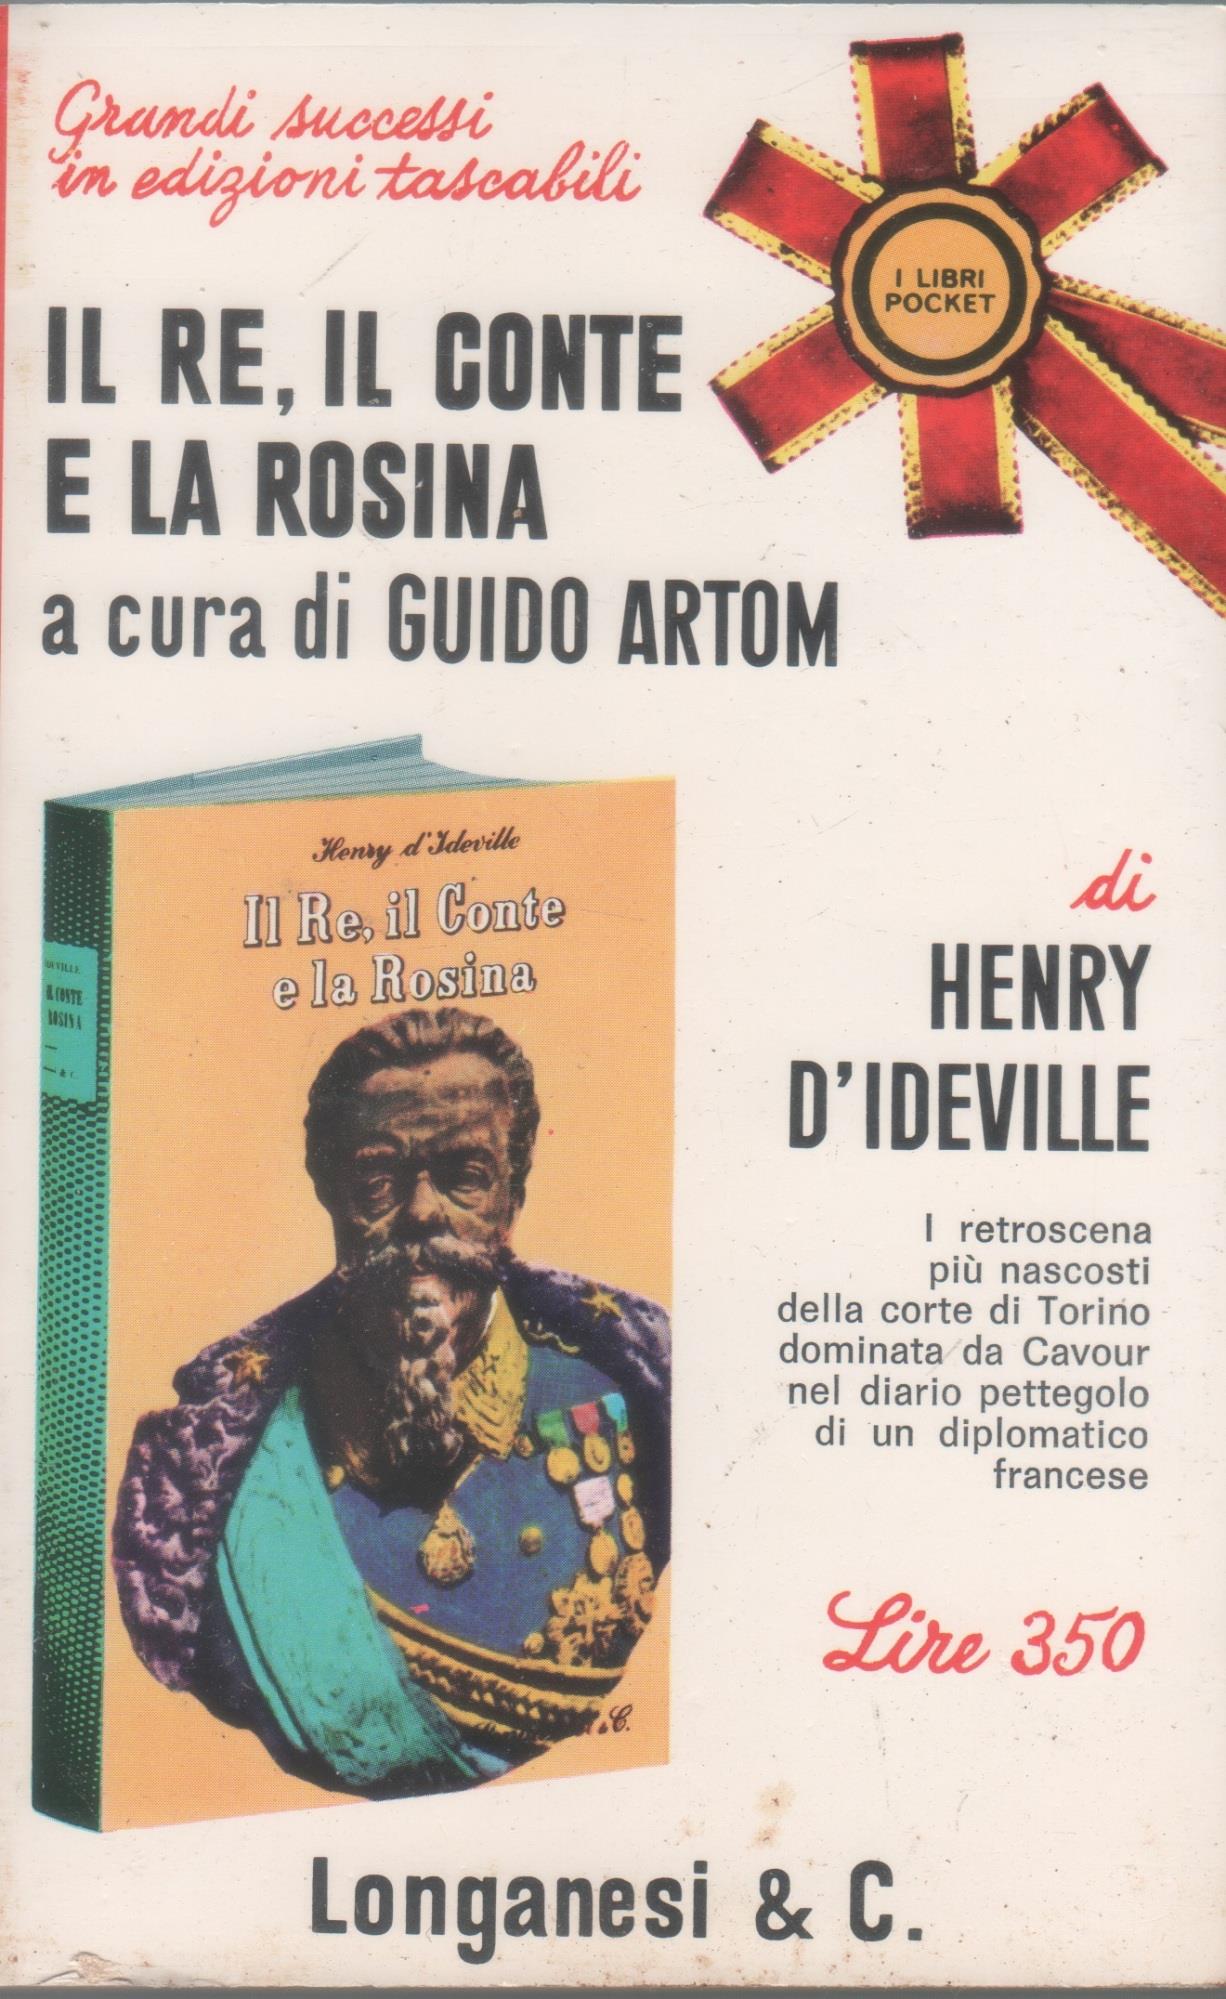 Grandi successi
in edizioni tascabili
I LIBRI
POCKET
IL RE, IL CONTE
E LA ROSINA
a cura di GUIDO ARTOM
Henry d'Ideville
Il Re, il Conte
e la Rosina
IL CONTE
ROSINA
& C.
& C.
di
HENRY
D'IDEVILLE
I retroscena
più nascosti
della corte di Torino
dominata da Cavour
nel diario pettegolo
di un diplomatico
francese
Lire 350
Longanesi & C.